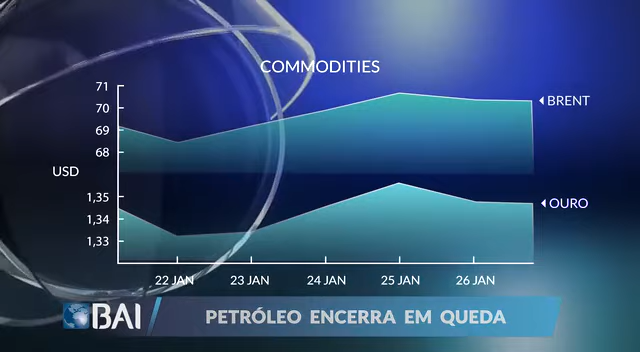 COMMODITIES
71
70
69
68
BRENT
USD
1,35
1,34
1,33
OURO
22 JAN
23 JAN
24 JAN
25 JAN
26 JAN
BAI
PETRÓLEO ENCERRA EM QUEDA